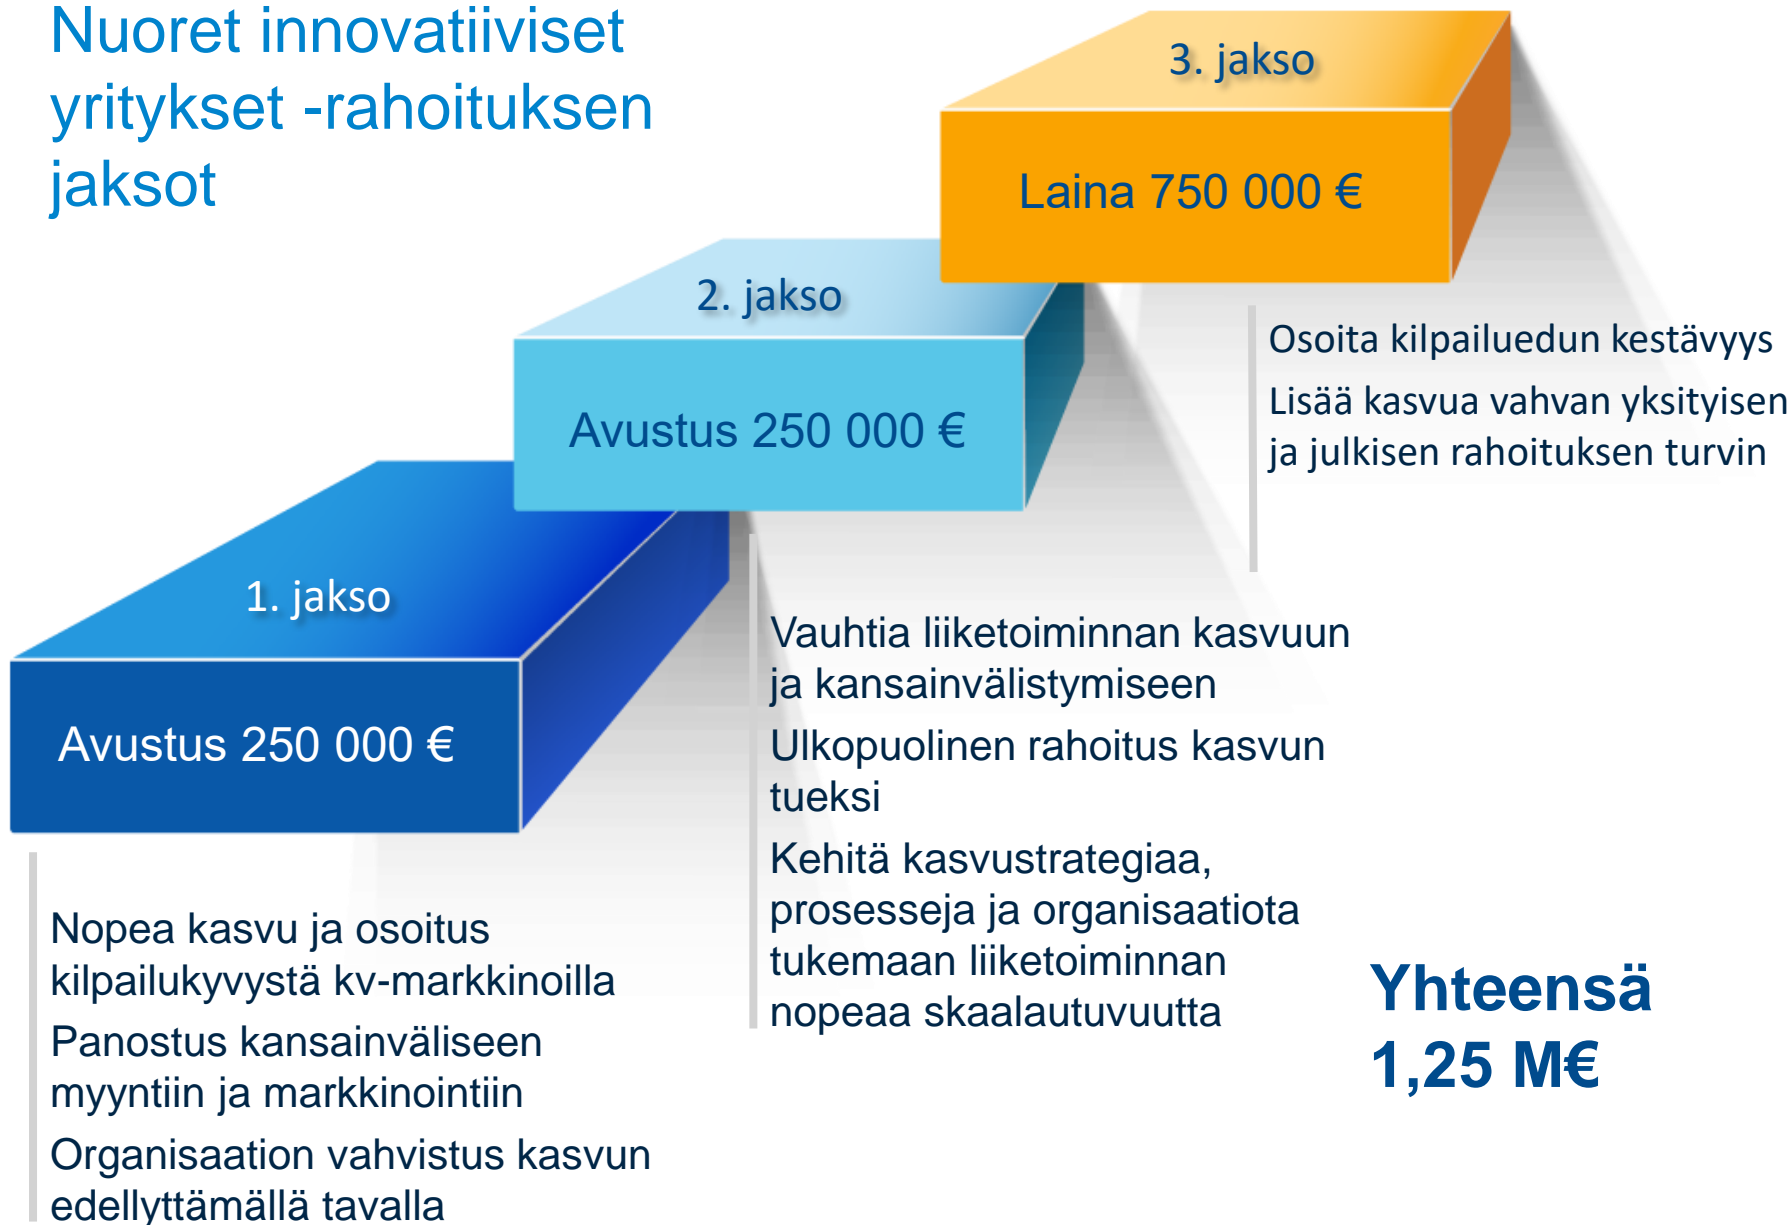 Nuoret innovatiiviset
yritykset -rahoituksen
jaksot
1. jakso
Avustus 250 000 €
Nopea kasvu ja osoitus
kilpailukyvystä kv-markkinoilla
Panostus kansainväliseen
myyntiin ja markkinointiin
Organisaation vahvistus kasvun
edellyttämällä tavalla
2. jakso
Avustus 250 000 €
Vauhtia liiketoiminnan kasvuun
ja kansainvälistymiseen
Ulkopuolinen rahoitus kasvun
tueksi
Kehitä kasvustrategiaa,
prosesseja ja organisaatiota
tukemaan liiketoiminnan
nopeaa skaalautuvuutta
3. jakso
Laina 750 000 €
Osoita kilpailuedun kestävyys
Lisää kasvua vahvan yksityisen
ja julkisen rahoituksen turvin
Yhteensä
1,25 M€